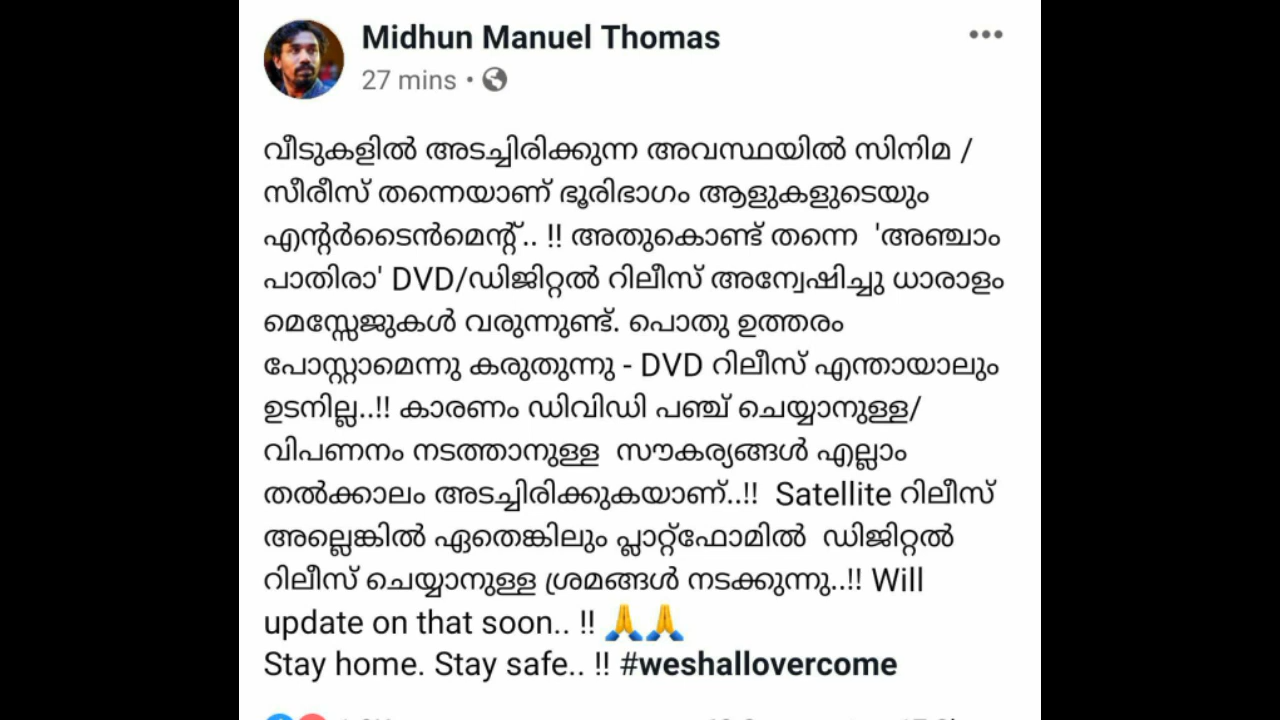 Midhun Manuel Thomas
27 mins •
വീടുകളിൽ അടച്ചിരിക്കുന്ന അവസ്ഥയിൽ സിനിമ /
സീരീസ് തന്നെയാണ് ഭൂരിഭാഗം ആളുകളുടെയും
എന്റർടൈൻമെന്റ്.. !! അതുകൊണ്ട് തന്നെ 'അഞ്ചാം
പാതിരാ' DVD/ഡിജിറ്റൽ റിലീസ് അന്വേഷിച്ചു ധാരാളം
മെസ്സേജുകൾ വരുന്നുണ്ട്. പൊതു ഉത്തരം
പോസ്റ്റാമെന്നു കരുതുന്നു - DVD റിലീസ് എന്തായാലും
ഉടനില്ല..!! കാരണം ഡിവിഡി പഞ്ച് ചെയ്യാനുള്ള/
വിപണനം നടത്താനുള്ള സൗകര്യങ്ങൾ എല്ലാം
തൽക്കാലം അടച്ചിരിക്കുകയാണ്..!! Satellite റിലീസ്
അല്ലെങ്കിൽ ഏതെങ്കിലും പ്ലാറ്റ്ഫോമിൽ ഡിജിറ്റൽ
റിലീസ് ചെയ്യാനുള്ള ശ്രമങ്ങൾ നടക്കുന്നു..!! Will
update on that soon.. !! 🙏🙏
Stay home. Stay safe.. !! #weshallovercome